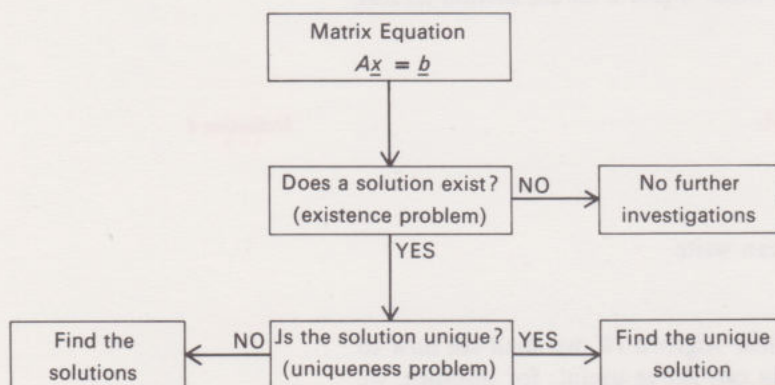 Matrix Equation
Ax = b
Does a solution exist?
(existence problem)
NO
No further
investigations
YES
Find the
solutions
NO
Is the solution unique?
(uniqueness problem)
YES
Find the unique
solution